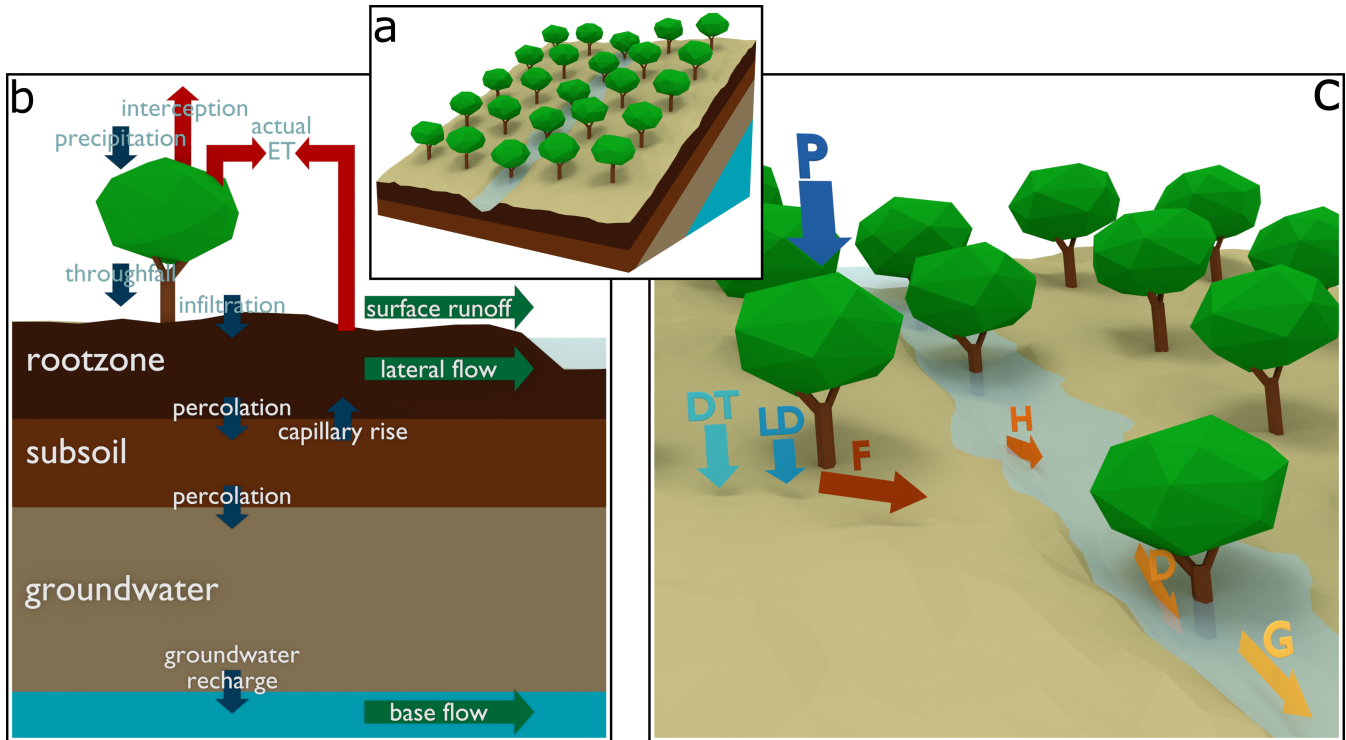 a
b
interception
precipitation
actual
ET
throughfall
infiltration
surface runoff
rootzone
lateral flow
percolation
capillary rise
subsoil
percolation
groundwater
groundwater
recharge
base flow
c
P
DT
LD
F
H
D
G